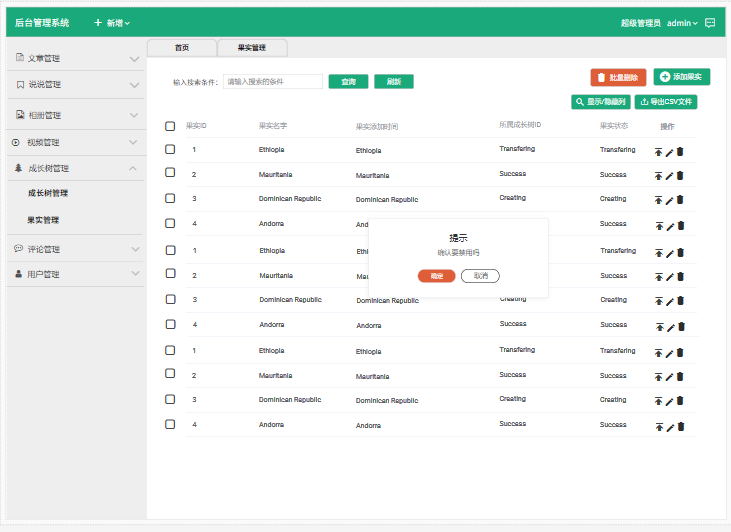 后台管理系统 + 新增 超级管理员 admin
文章管理
说说管理
相册管理
视频管理
成长树管理
成长树管理
果实管理
评论管理
用户管理
首页 果实管理
输入搜索条件: 请输入搜索的条件 查询 刷新 批量删除 添加果实
显示/隐藏列 导出CSV文件
果实ID 果实名字 果实添加时间 所属成长树ID 果实状态 操作
1 Ethiopia Ethiopia Transfering Transfering
2 Mauritania Mauritania Success Success
3 Dominican Republic Dominican Republic Creating Creating
4 Andorra And Success
1 Ethiopia Ethi Transfering
2 Mauritania Mau Success
3 Dominican Republic Dominican Republic Creating Creating
4 Andorra Andorra Success Success
1 Ethiopia Ethiopia Transfering Transfering
2 Mauritania Mauritania Success Success
3 Dominican Republic Dominican Republic Creating Creating
4 Andorra Andorra Success Success
提示
确认要禁用吗
确定 取消